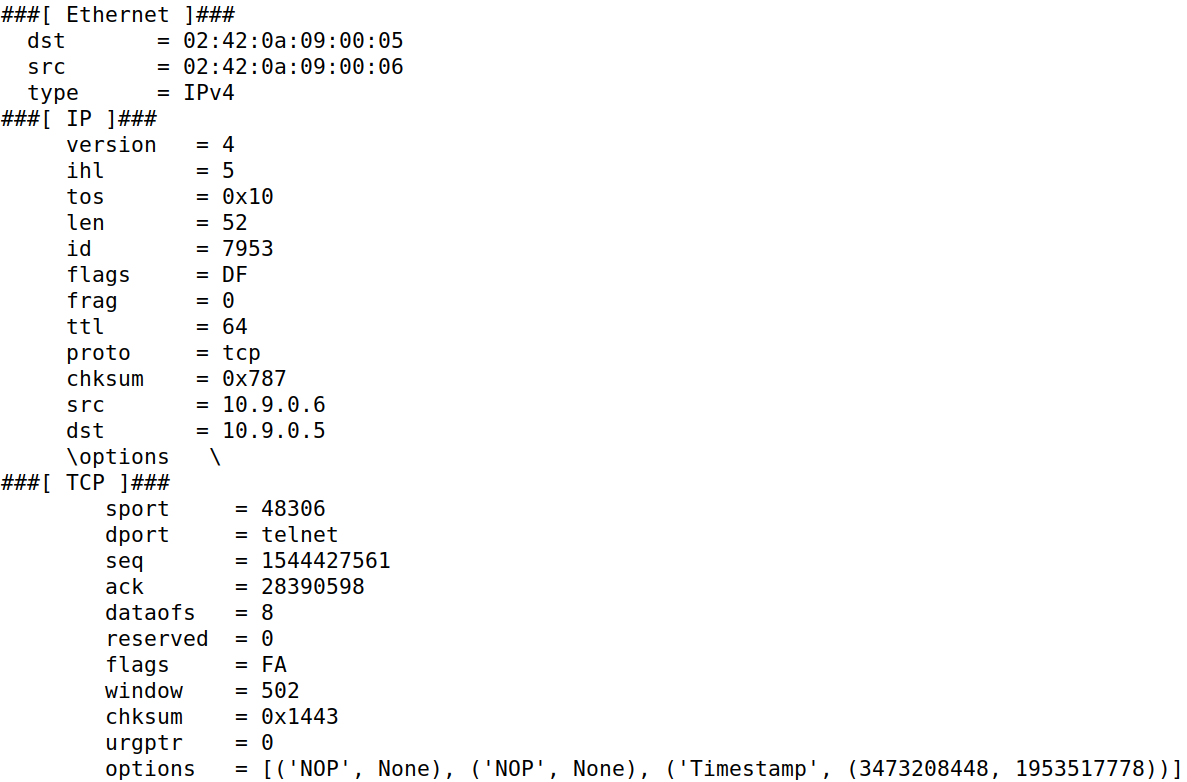 ###[ Ethernet ]###
  dst       = 02:42:0a:09:00:05
  src       = 02:42:0a:09:00:06
  type      = IPv4
###[ IP ]###
     version   = 4
     ihl       = 5
     tos       = 0x10
     len       = 52
     id        = 7953
     flags     = DF
     frag      = 0
     ttl       = 64
     proto     = tcp
     chksum    = 0x787
     src       = 10.9.0.6
     dst       = 10.9.0.5
     \options   \
###[ TCP ]###
        sport     = 48306
        dport     = telnet
        seq       = 1544427561
        ack       = 28390598
        dataofs   = 8
        reserved  = 0
        flags     = FA
        window    = 502
        chksum    = 0x1443
        urgptr    = 0
        options   = [('NOP', None), ('NOP', None), ('Timestamp', (3473208448, 1953517778))]